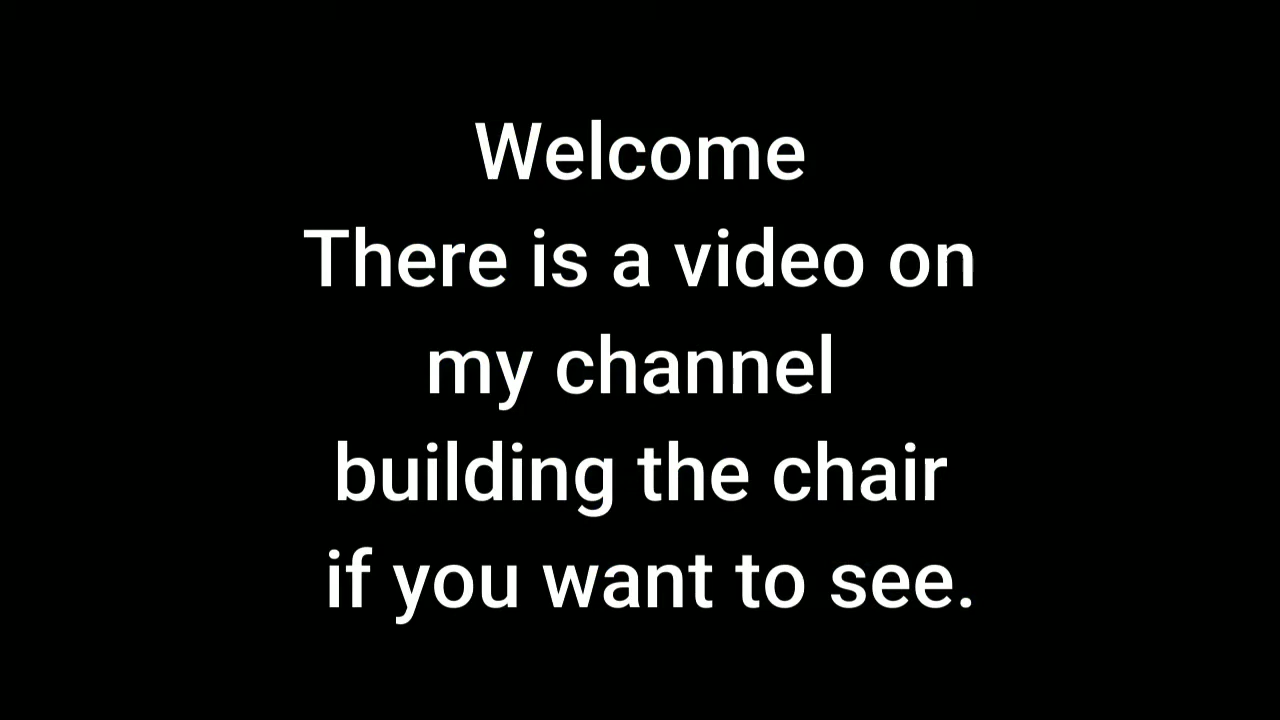 Welcome
There is a video on
my channel
building the chair
if you want to see.